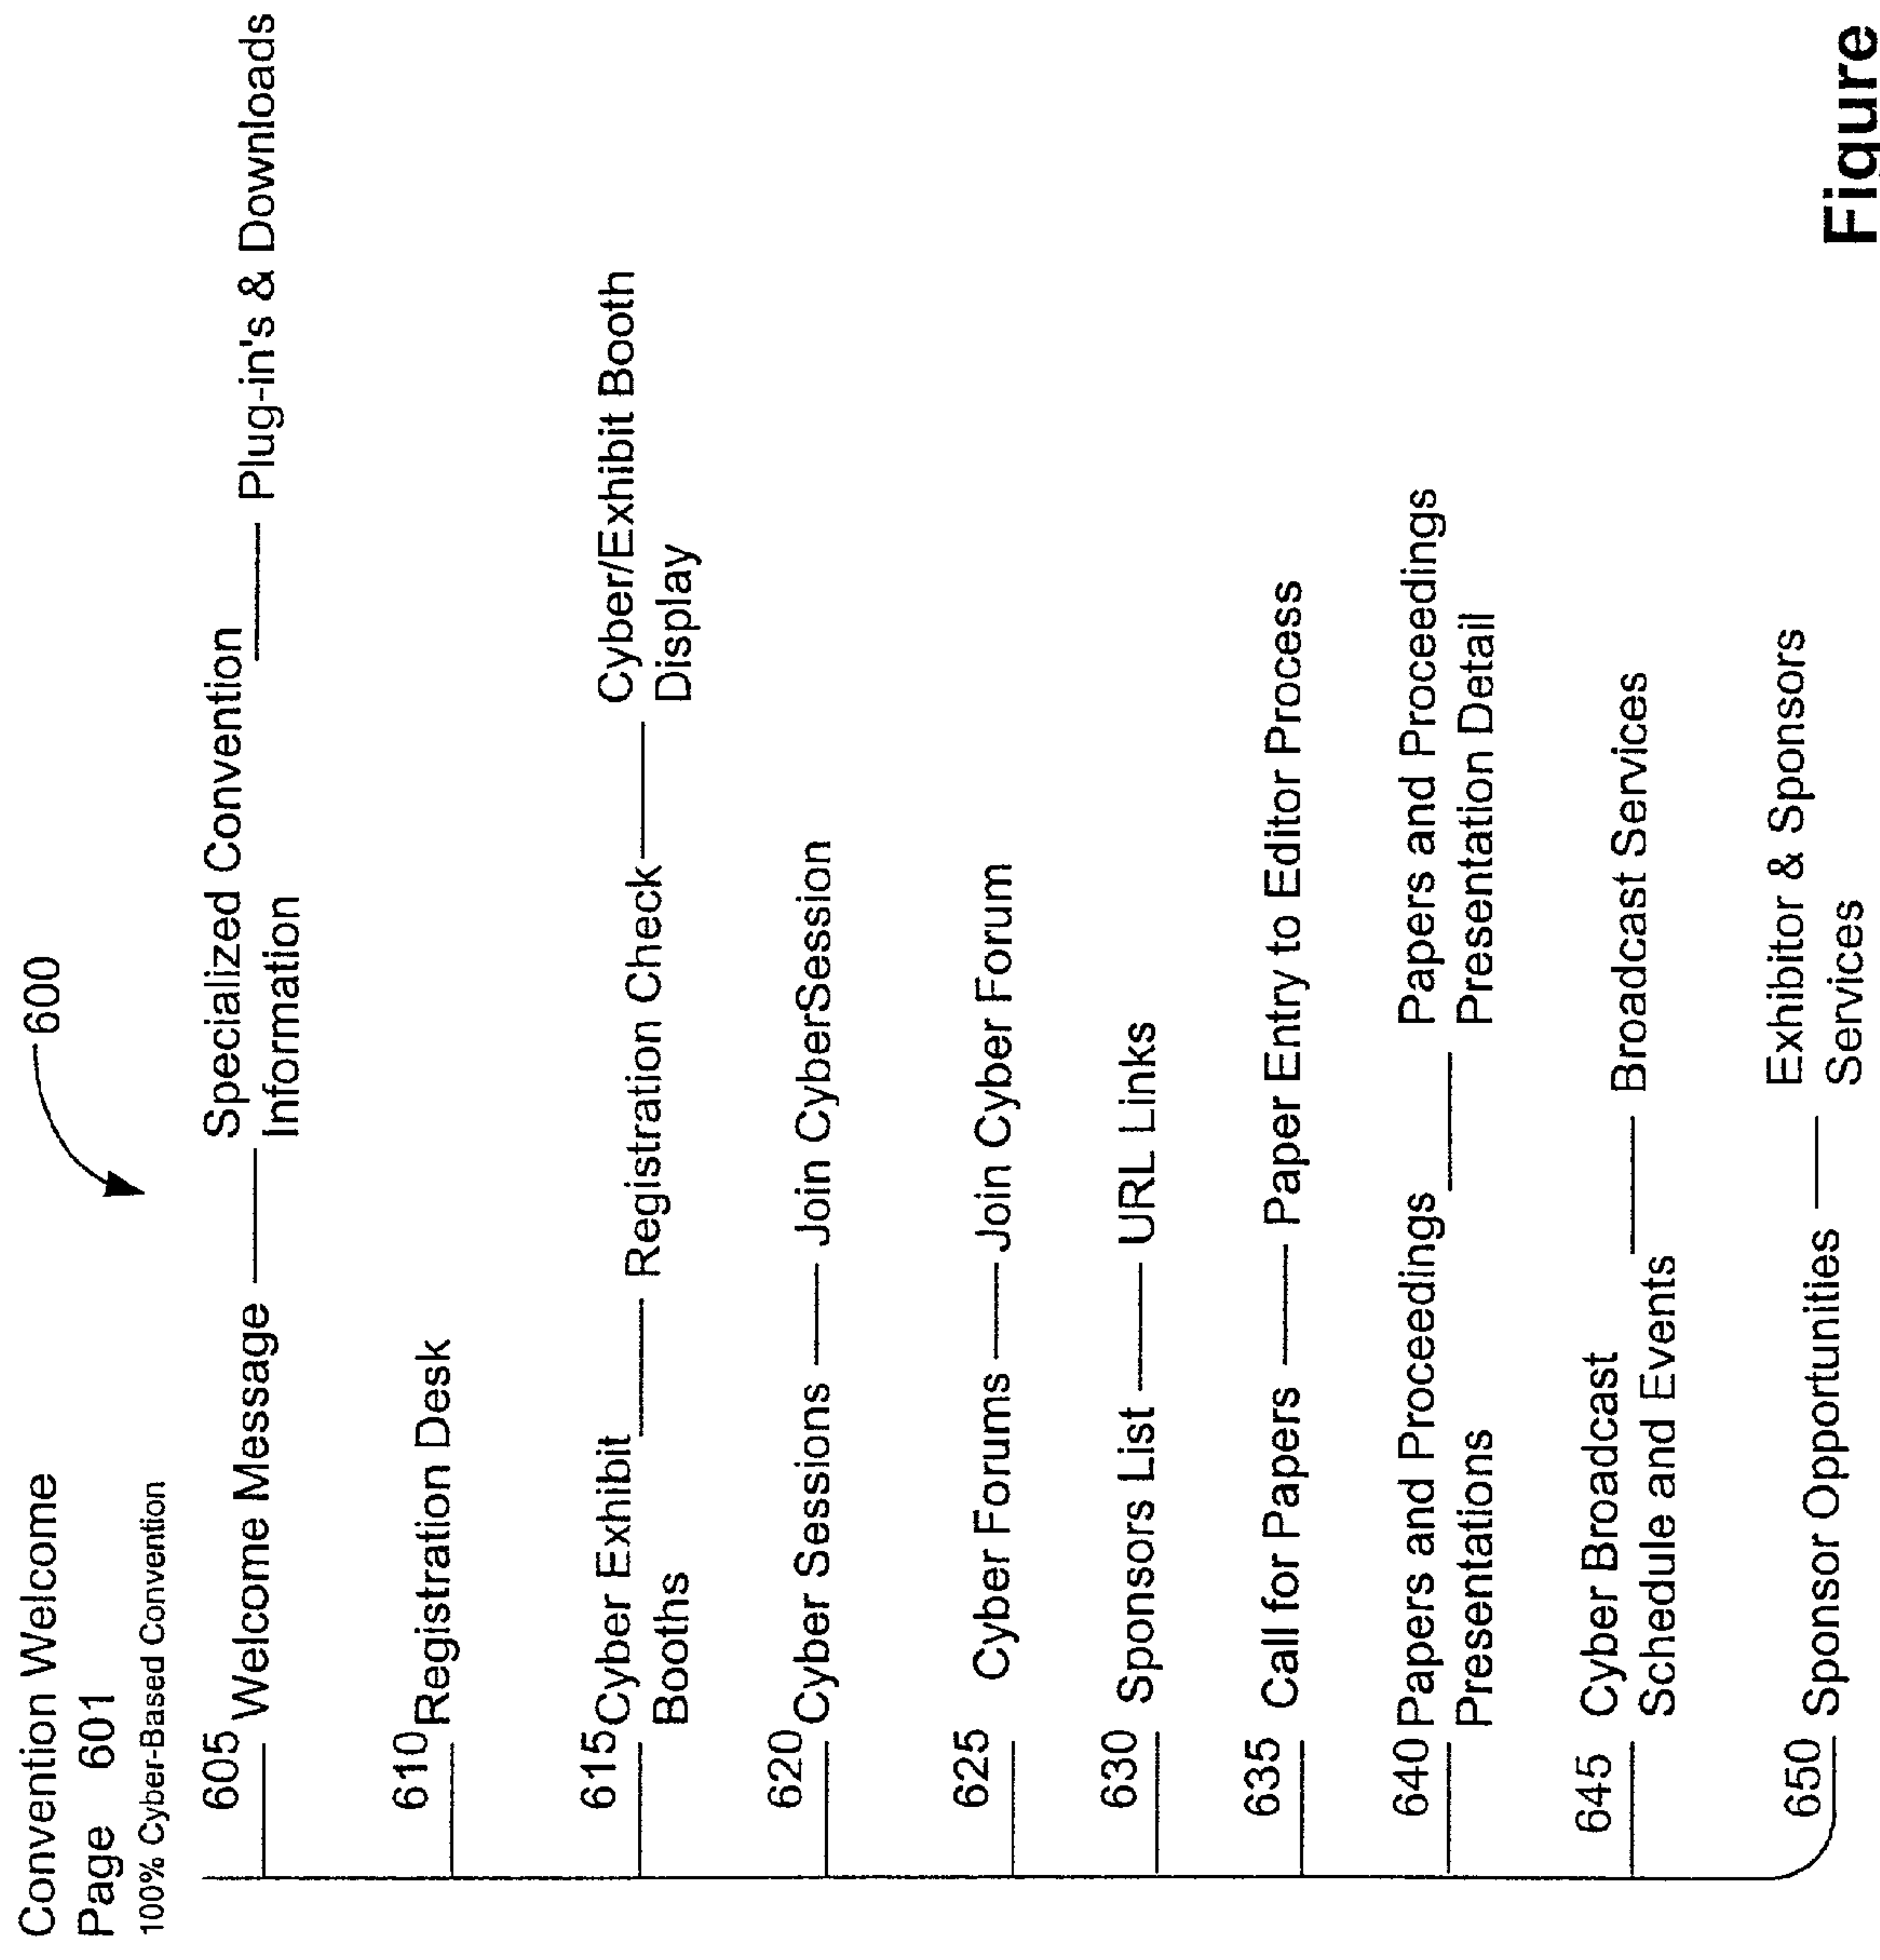 Convention Welcome
Page 601
100% Cyber-Based Convention
600
605 Welcome Message
Specialized Convention
Information
Plug-in's & Downloads
610 Registration Desk
615 Cyber Exhibit
Booths
Registration Check
Cyber/Exhibit Booth
Display
620 Cyber Sessions
Join CyberSession
625 Cyber Forums
Join Cyber Forum
630 Sponsors List
URL Links
635 Call for Papers
Paper Entry to Editor Process
640 Papers and Proceedings
Presentations
Papers and Proceedings
Presentation Detail
645 Cyber Broadcast
Schedule and Events
Broadcast Services
650 Sponsor Opportunities
Exhibitor & Sponsors
Services
Figure